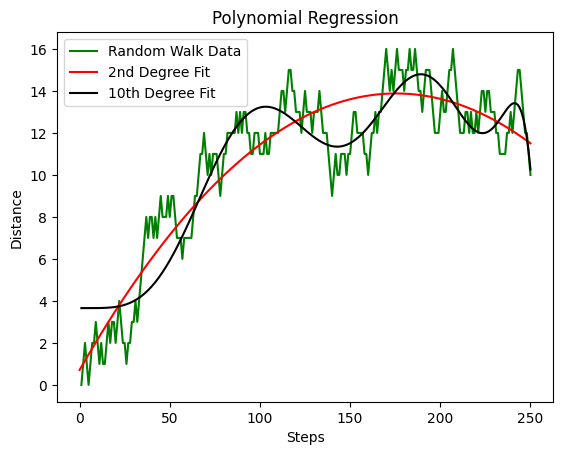 Polynomial Regression
Random Walk Data
2nd Degree Fit
10th Degree Fit
16
14
12
10
8
6
4
2
0
Distance
0 50 100 150 200 250
Steps